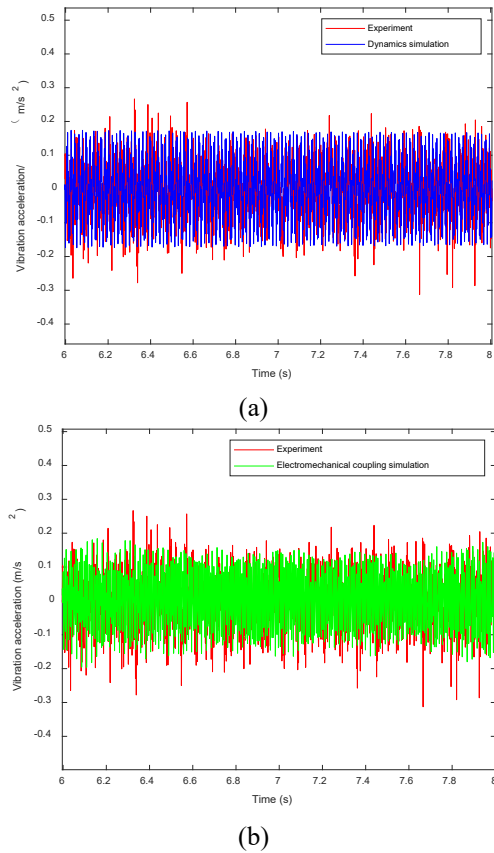 0.5
Experiment
Dynamics simulation
0.4
0.3
0.2
0.1
0
-0.1
-0.2
-0.3
-0.4
Vibration acceleration/ （ m/s 2 ）
6 6.2 6.4 6.6 6.8 7 7.2 7.4 7.6 7.8 8
Time (s)
(a)
0.5
Experiment
Electromechanical coupling simulation
0.4
0.3
0.2
0.1
0
-0.1
-0.2
-0.3
-0.4
Vibration acceleration (m/s 2 )
6 6.2 6.4 6.6 6.8 7 7.2 7.4 7.6 7.8 8
Time (s)
(b)